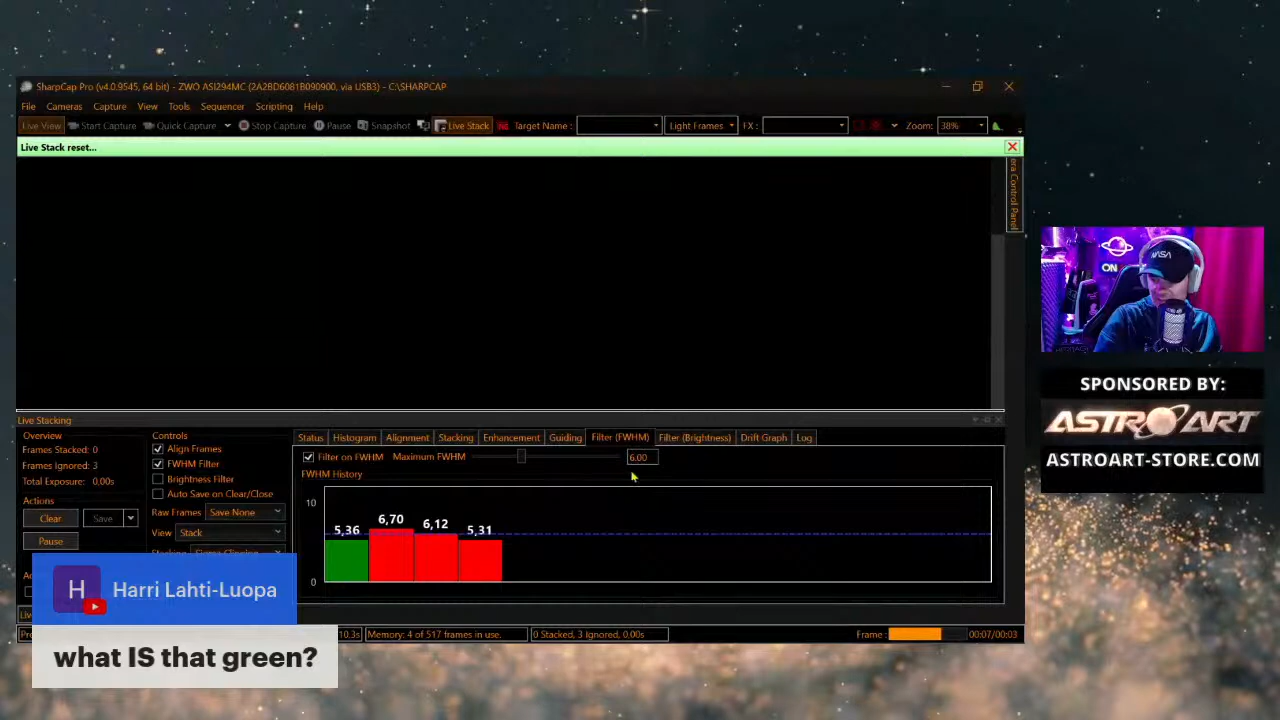 SharpCap Pro (v4.0.9545, 64 bit) - ZWO ASI294MC (2A2BD6081B090900, via USB3) - C:\SHARPCAP
File Cameras Capture View Tools Sequencer Scripting Help
Live View Start Capture Quick Capture Stop Capture Pause Snapshot Live Stack Target Name : Light Frames FX : Zoom: 38%
Live Stack reset...
era Control Panel
NASA
ON
SPONSORED BY:
ASTROART
ASTROART-STORE.COM
Live Stacking
Overview
Frames Stacked: 0
Frames Ignored: 3
Total Exposure: 0,00s
Actions
Clear Save
Pause
Controls
Align Frames
FWHM Filter
Brightness Filter
Auto Save on Clear/Close
Raw Frames Save None
View Stack
Status Histogram Alignment Stacking Enhancement Guiding Filter (FWHM) Filter (Brightness) Drift Graph Log
Filter on FWHM Maximum FWHM 6.00
FWHM History
10
0
5,36 6,70 6,12 5,31
10.3s Memory: 4 of 517 frames in use. 0 Stacked, 3 Ignored, 0,00s Frame : 00:07/00:03
H Harri Lahti-Luopa
what IS that green?